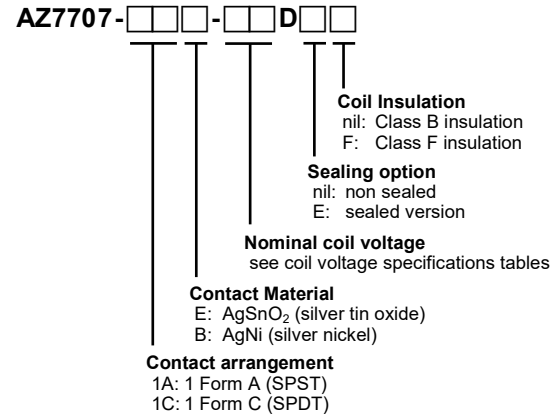 AZ7707-□□□-□□D□□
Coil Insulation
nil: Class B insulation
F: Class F insulation
Sealing option
nil: non sealed
E: sealed version
Nominal coil voltage
see coil voltage specifications tables
Contact Material
E: AgSnO₂ (silver tin oxide)
B: AgNi (silver nickel)
Contact arrangement
1A: 1 Form A (SPST)
1C: 1 Form C (SPDT)